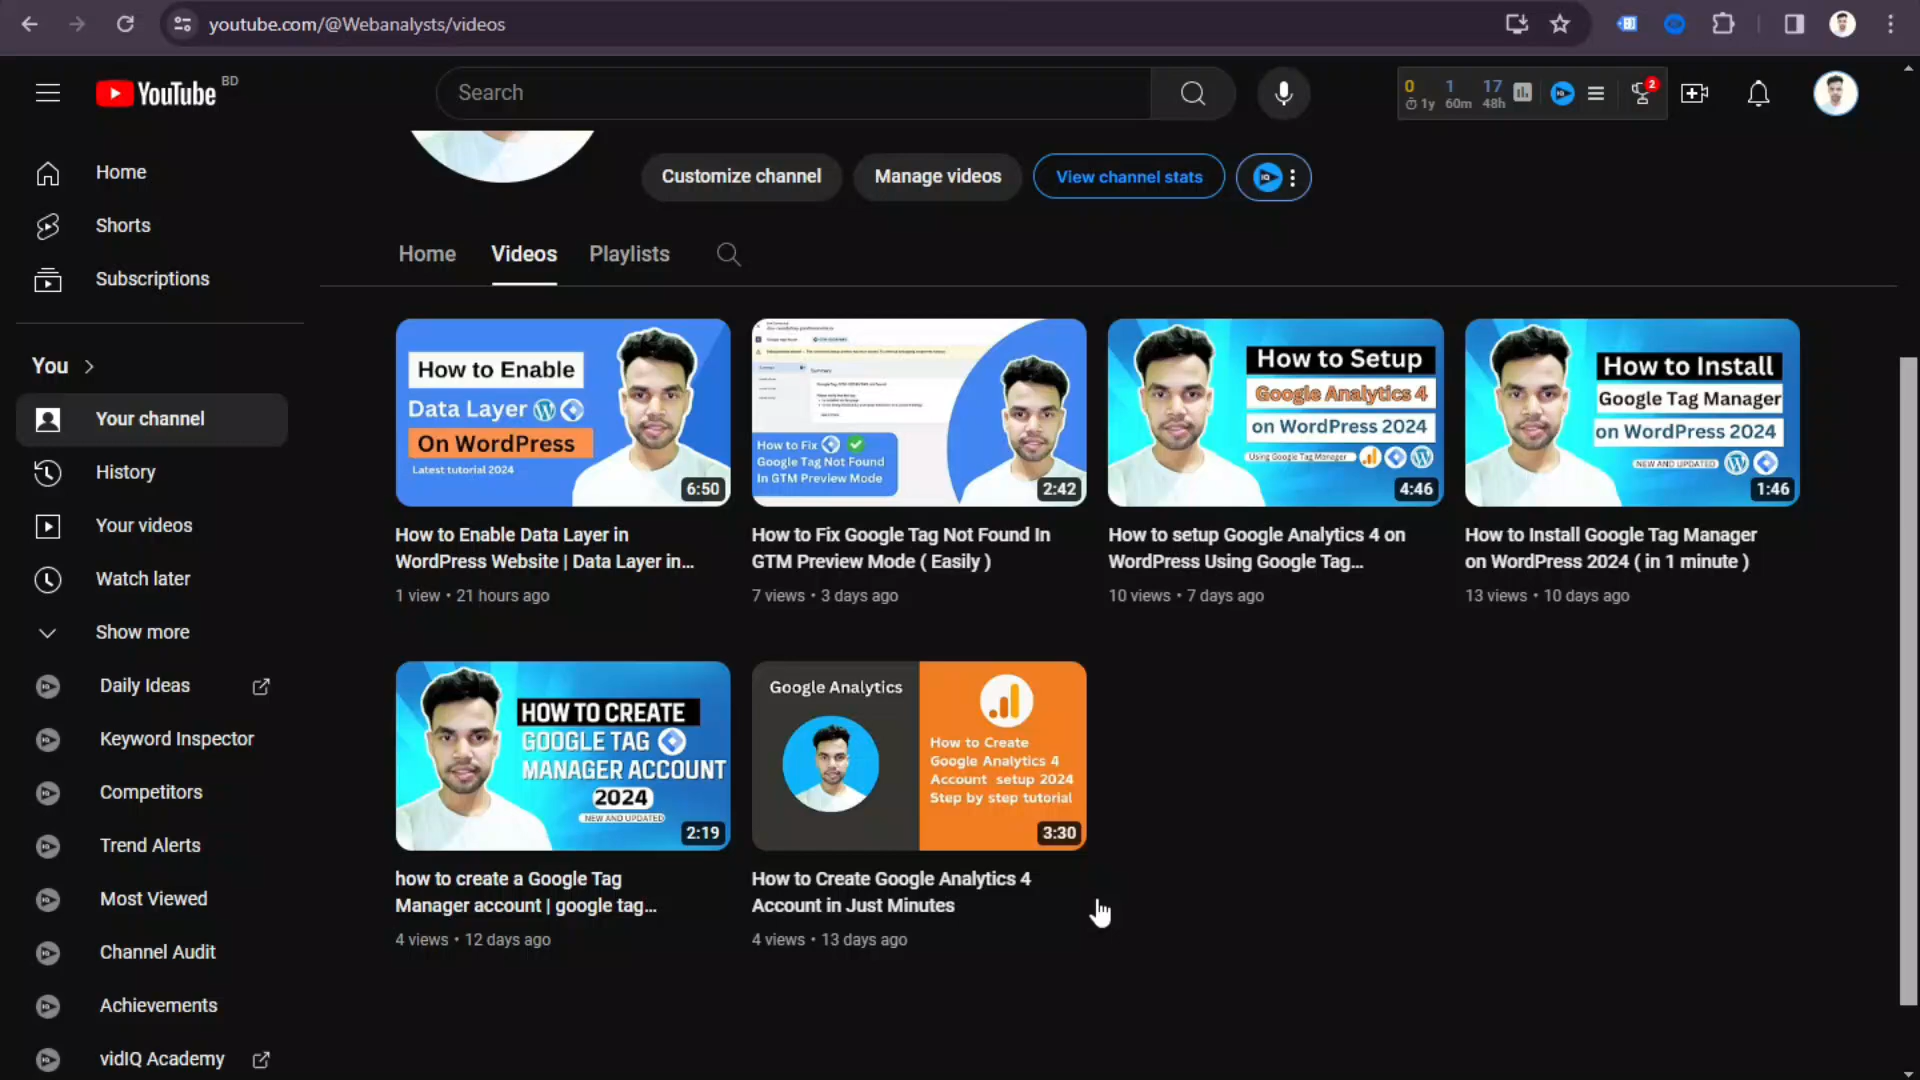 youtube.com/@Webanalysts/videos
YouTube BD
Search
0 1 17
1y 60m 48h
2
Home
Shorts
Subscriptions
You
Your channel
History
Your videos
Watch later
Show more
Daily Ideas
Keyword Inspector
Competitors
Trend Alerts
Most Viewed
Channel Audit
Achievements
vidIQ Academy
Customize channel
Manage videos
View channel stats
Home
Videos
Playlists
How to Enable
Data Layer
On WordPress
Latest tutorial 2024
6:50
How to Enable Data Layer in
WordPress Website | Data Layer in...
1 view • 21 hours ago
Summary
How to Fix
Google Tag Not Found
In GTM Preview Mode
2:42
How to Fix Google Tag Not Found In
GTM Preview Mode ( Easily )
7 views • 3 days ago
How to Setup
Google Analytics 4
on WordPress 2024
Using Google Tag Manager
4:46
How to setup Google Analytics 4 on
WordPress Using Google Tag...
10 views • 7 days ago
How to Install
Google Tag Manager
on WordPress 2024
NEW AND UPDATED
1:46
How to Install Google Tag Manager
on WordPress 2024 ( in 1 minute )
13 views • 10 days ago
HOW TO CREATE
GOOGLE TAG
MANAGER ACCOUNT
2024
NEW AND UPDATED
2:19
how to create a Google Tag
Manager account | google tag...
4 views • 12 days ago
Google Analytics
How to Create
Google Analytics 4
Account setup 2024
Step by step tutorial
3:30
How to Create Google Analytics 4
Account in Just Minutes
4 views • 13 days ago